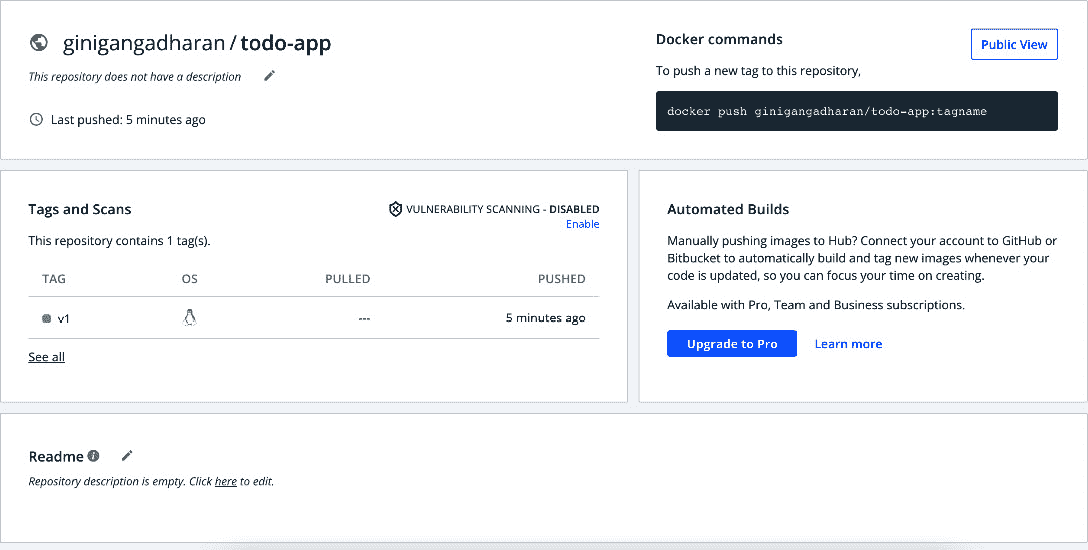 ginigangadharan / todo-app
This repository does not have a description
Last pushed: 5 minutes ago
Docker commands
Public View
To push a new tag to this repository,
docker push ginigangadharan/todo-app:tagname
Tags and Scans
VULNERABILITY SCANNING - DISABLED
Enable
This repository contains 1 tag(s).
TAG OS PULLED PUSHED
v1 --- 5 minutes ago
See all
Automated Builds
Manually pushing images to Hub? Connect your account to GitHub or
Bitbucket to automatically build and tag new images whenever your
code is updated, so you can focus your time on creating.
Available with Pro, Team and Business subscriptions.
Upgrade to Pro Learn more
Readme
Repository description is empty. Click here to edit.